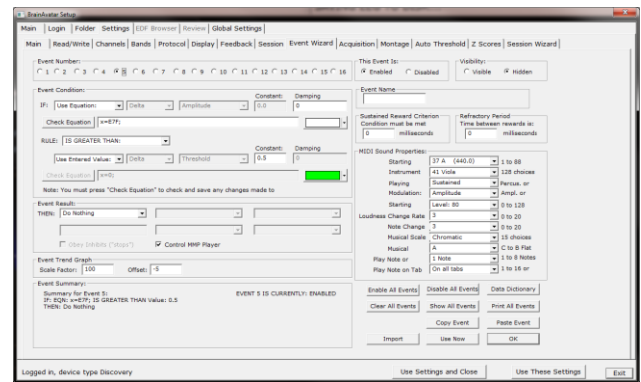 BrainAvatar Setup
Main Login Folder Settings EDF Browser Review Global Settings
Main Read/Write Channels Bands Protocol Display Feedback Session Event Wizard Acquisition Montage Auto Threshold Z Scores Session Wizard
Event Number:
1 2 3 4 5 6 7 8 9 10 11 12 13 14 15 16
This Event Is:
Enabled Disabled
Visibility:
Visible Hidden
Event Condition:
Constant: Damping
IF: Use Equation: Delta Amplitude 0.0 0
Check Equation x=E7F;
RULE: IS GREATER THAN:
Constant: Damping
Use Entered Value: Delta Threshold 0.5 0
Check Equation x=0;
Note: You must press "Check Equation" to check and save any changes made to
Event Name
Sustained Reward Criterion
Condition must be met
0 milliseconds
Refractory Period
Time between rewards is:
0 milliseconds
MIDI Sound Properties:
Starting 37 A (440.0) 1 to 88
Instrument 41 Viola 128 choices
Playing Sustained Percus. or
Modulation: Amplitude Ampl. or
Starting Level: 80 0 to 128
Loudness Change Rate 3 0 to 20
Note Change 3 0 to 20
Musical Scale Chromatic 15 choices
Musical A C to B Flat
Play Note or 1 Note 1 to 8 Notes
Play Note on Tab On all tabs 1 to 16 or
Event Result:
THEN: Do Nothing
Obey Inhibits ("stops") Control MMP Player
Event Trend Graph
Scale Factor: 100 Offset: -5
Event Summary:
Summary for Event 5: EVENT 5 IS CURRENTLY: ENABLED
IF: EQN: x=E7F; IS GREATER THAN Value: 0.5
THEN: Do Nothing
Enable All Events Disable All Events Data Dictionary
Clear All Events Show All Events Print All Events
Copy Event Paste Event
Import Use Now OK
Logged in, device type Discovery
Use Settings and Close Use These Settings Exit